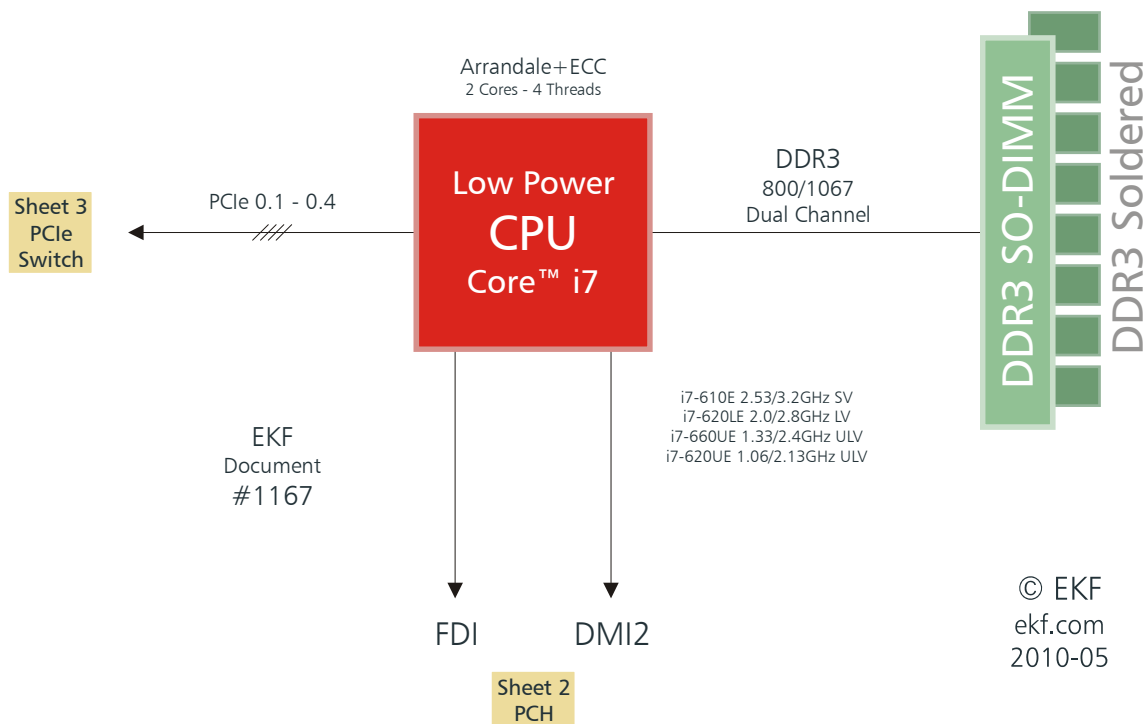 Arrandale+ECC
2 Cores - 4 Threads
Low Power
CPU
Core™ i7
PCIe 0.1 - 0.4
Sheet 3
PCIe
Switch
DDR3
800/1067
Dual Channel
DDR3 SO-DIMM
DDR3 Soldered
i7-610E 2.53/3.2GHz SV
i7-620LE 2.0/2.8GHz LV
i7-660UE 1.33/2.4GHz ULV
i7-620UE 1.06/2.13GHz ULV
EKF
Document
#1167
FDI
DMI2
Sheet 2
PCH
© EKF
ekf.com
2010-05